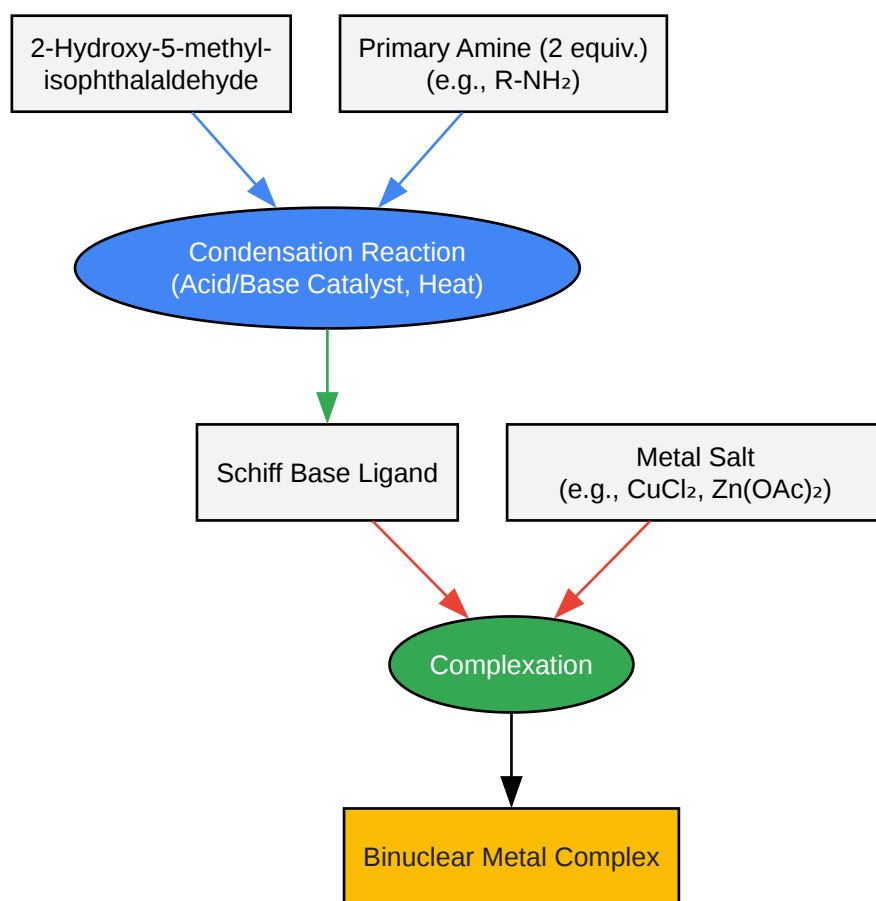 2-Hydroxy-5-methyl-
isophthalaldehyde
Primary Amine (2 equiv.)
(e.g., R-NH₂)
Condensation Reaction
(Acid/Base Catalyst, Heat)
Schiff Base Ligand
Metal Salt
(e.g., CuCl₂, Zn(OAc)₂)
Complexation
Binuclear Metal Complex